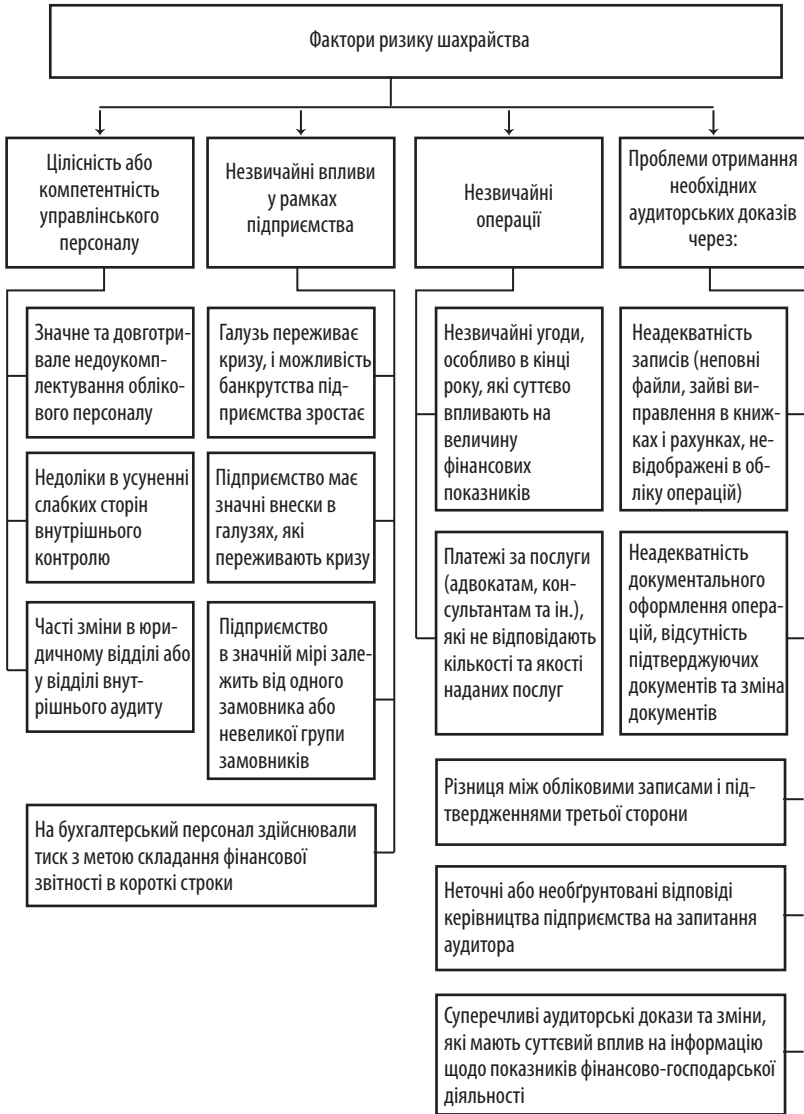 Фактори ризику шахрайства
Цілісність або
компетентність
управлінського
персоналу
Незвичайні впливи
у рамках
підприємства
Незвичайні
операції
Проблеми отримання
необхідних
аудиторських доказів
через:
Значне та довготри-
вале недоукомп-
лектування обліко-
вого персоналу
Недоліки в усуненні
слабких сторін
внутрішнього
контролю
Часті зміни в юри-
дичному відділі або
у відділі внут-
рішнього аудиту
Галузь переживає
кризу, і можливість
банкрутства під-
приємства зростає
Підприємство має
значні внески в
галузях, які
переживають кризу
Підприємство
в значній мірі зале-
жить від одного
замовника або
невеликої групи
замовників
На бухгалтерський персонал здійснювали
тиск з метою складання фінансової
звітності в короткі строки
Незвичайні угоди,
особливо в кінці
року, які суттєво
впливають на
величину
фінансових
показників
Платежі за послуги
(адвокатам, кон-
сультантам та ін.),
які не відповідають
кількості та якості
наданих послуг
Неадекватність
записів (неповні
файли, зайві ви-
правлення в книж-
ках і рахунках, не-
відображені в об-
ліку операцій)
Неадекватність
документального
оформлення опера-
цій, відсутність
підтверджуючих
документів та зміна
документів
Різниця між обліковими записами і під-
твердженнями третьої сторони
Неточні або необґрунтовані відповіді
керівництва підприємства на запитання
аудитора
Суперечливі аудиторські докази та зміни,
які мають суттєвий вплив на інформацію
щодо показників фінансово-господарської
діяльності